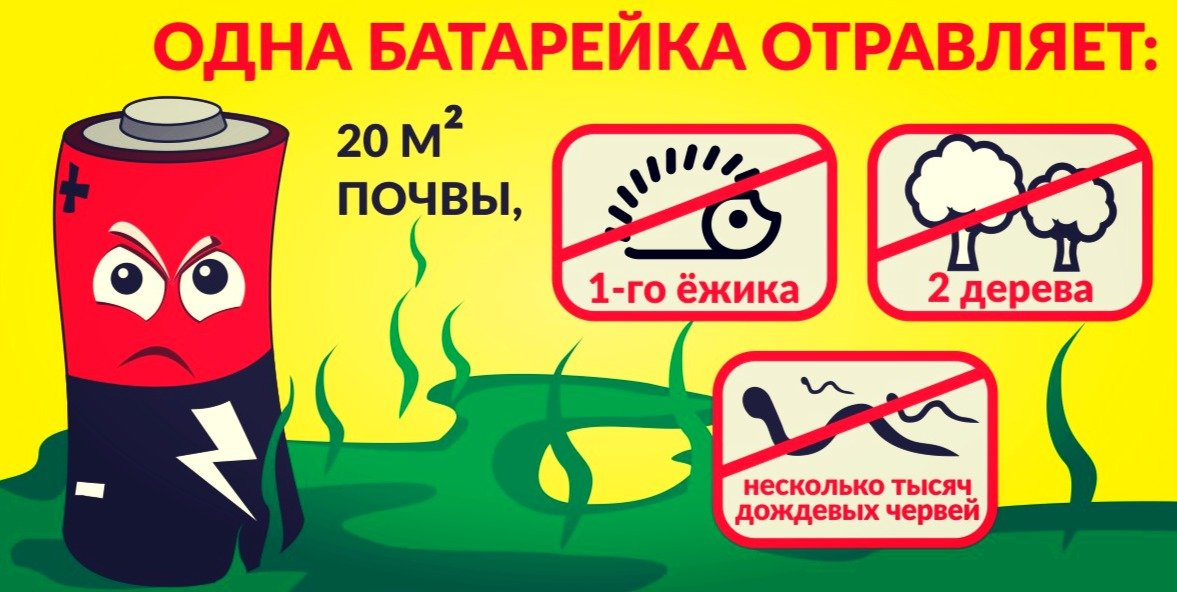 ОДНА БАТАРЕЙКА ОТРАВЛЯЕТ:
20 М²
ПОЧВЫ,
1-го ёжика
2 дерева
несколько тысяч
дождевых червей
+
-